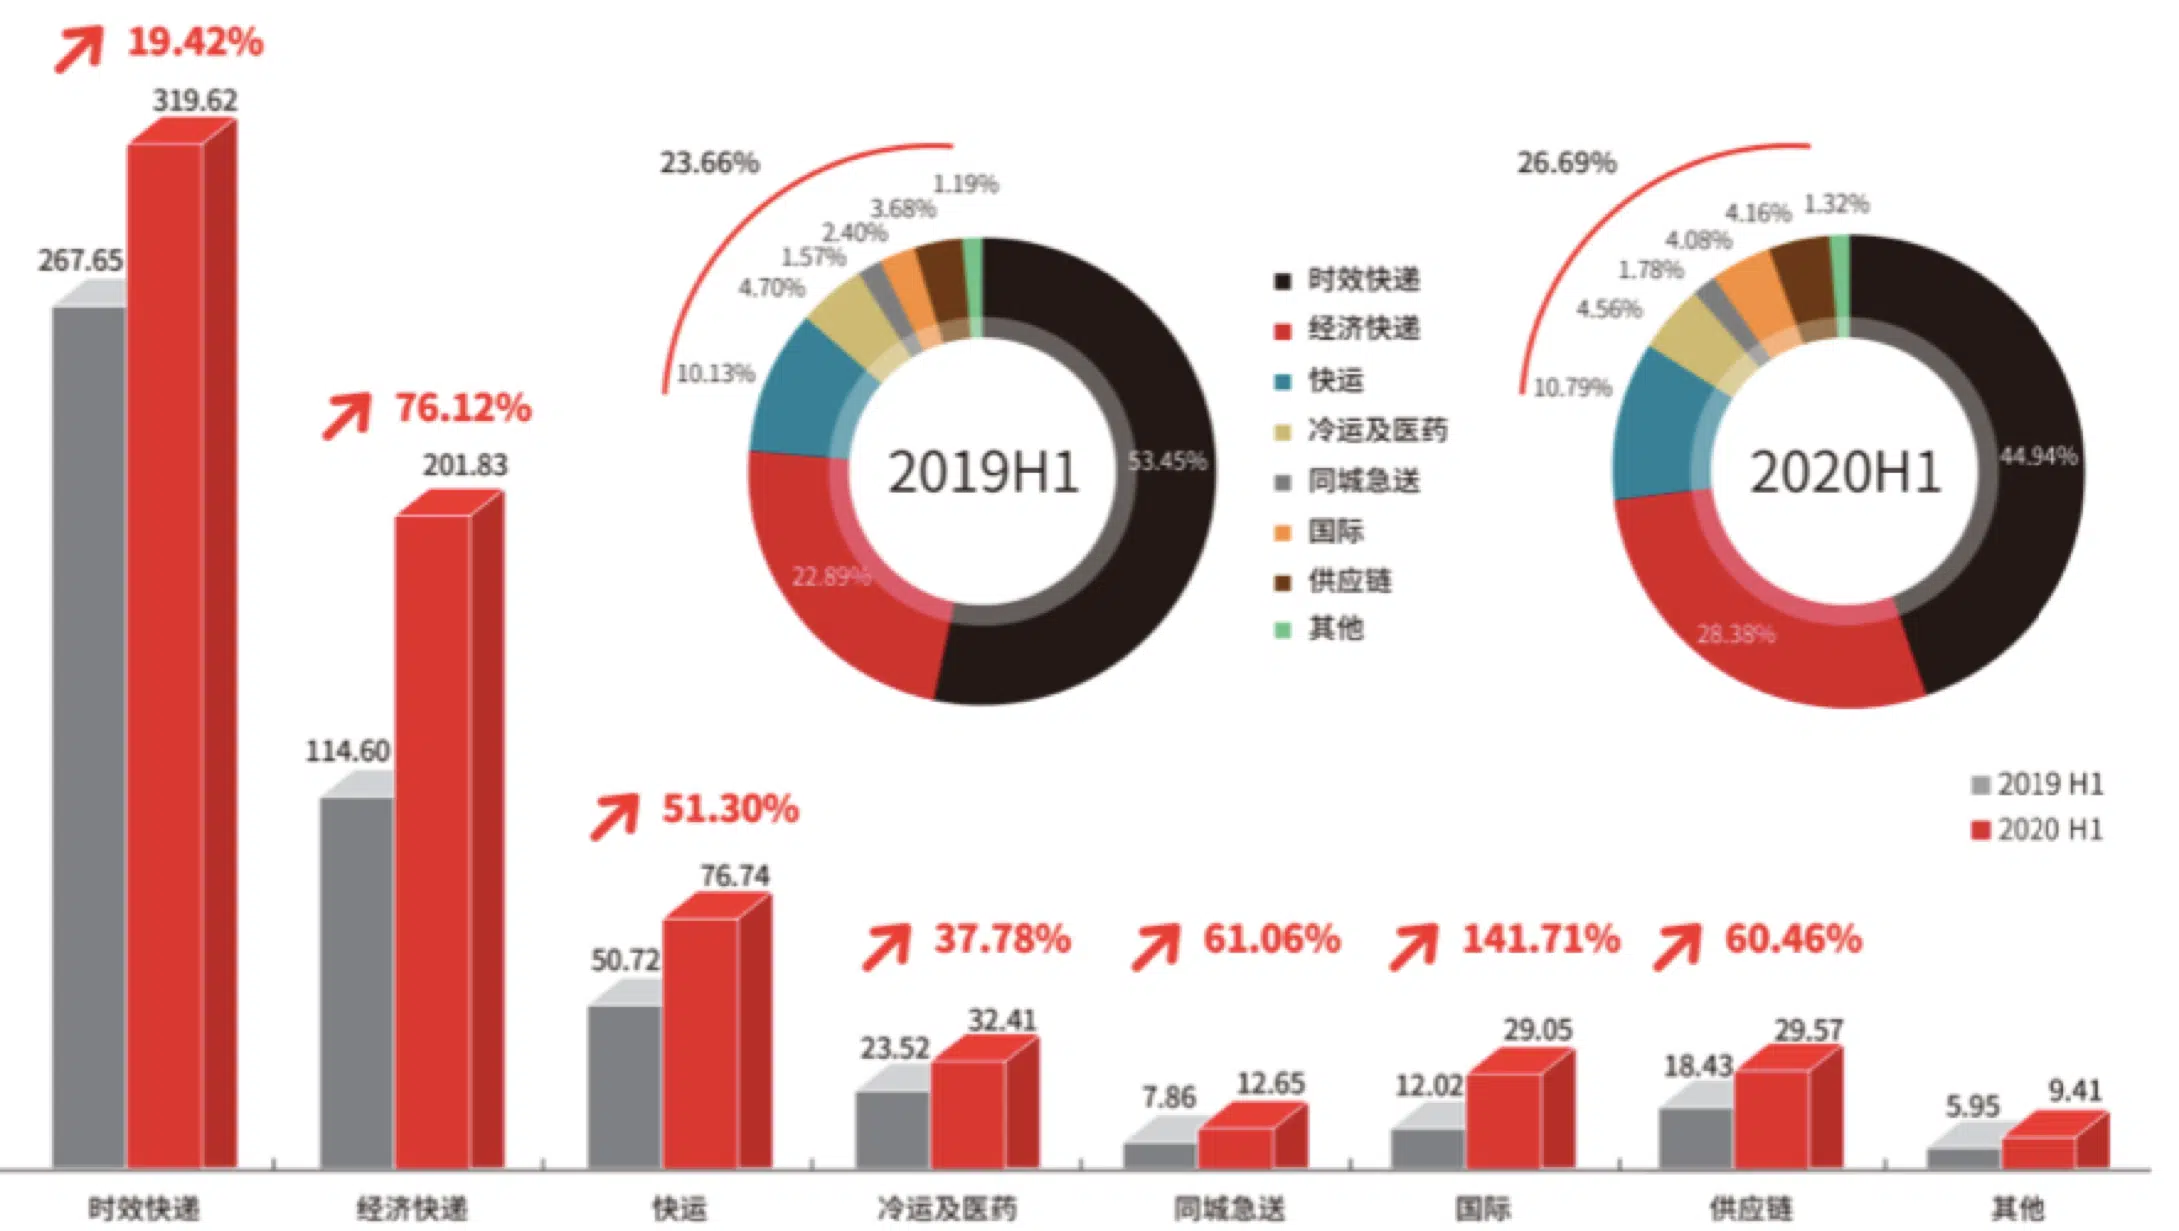 19.42%
319.62
267.65
76.12%
201.83
114.60
51.30%
76.74
50.72
37.78%
32.41
23.52
61.06%
12.65
7.86
141.71%
29.05
12.02
60.46%
29.57
18.43
9.41
5.95
时效快递
经济快递
快运
冷运及医药
同城急送
国际
供应链
其他
23.66%
1.19%
3.68%
2.40%
1.57%
4.70%
10.13%
53.45%
22.89%
2019H1
时效快递
经济快递
快运
冷运及医药
同城急送
国际
供应链
其他
26.69%
1.32%
4.16%
4.08%
1.78%
4.56%
10.79%
44.94%
28.38%
2020H1
2019 H1
2020 H1